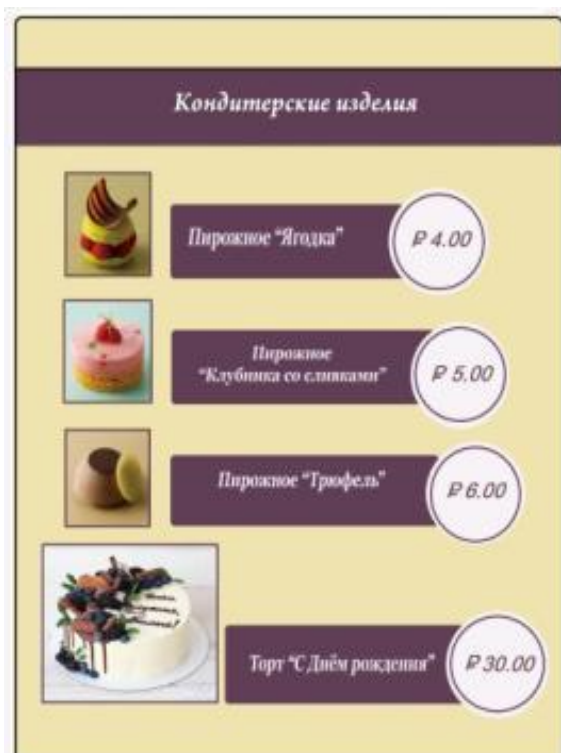 Кондитерские изделия
Пирожное “Ягодка”
₽ 4.00
Пирожное
“Клубника со сливками”
₽ 5.00
Пирожное “Трюфель”
₽ 6.00
Торт “С Днём рождения”
₽ 30.00